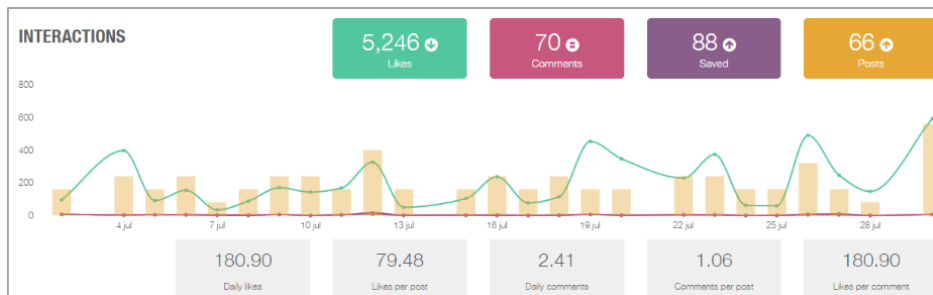 INTERACTIONS
5,246
Likes
70
Comments
88
Saved
66
Posts
800
600
400
200
0
4 jul
7 jul
10 jul
13 jul
16 jul
19 jul
22 jul
25 jul
28 jul
180.90
Daily likes
79.48
Likes per post
2.41
Daily comments
1.06
Comments per post
180.90
Likes per comment